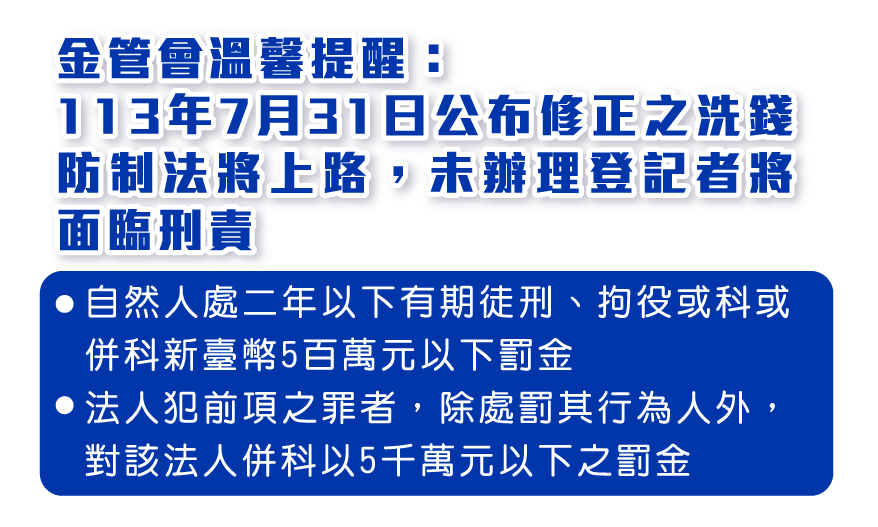 金管會溫馨提醒：
113年7月31日公布修正之洗錢
防制法將上路，未辦理登記者將
面臨刑責
●自然人處二年以下有期徒刑、拘役或科或
併科新臺幣5百萬元以下罰金
●法人犯前項之罪者，除處罰其行為人外，
對該法人併科以5千萬元以下之罰金